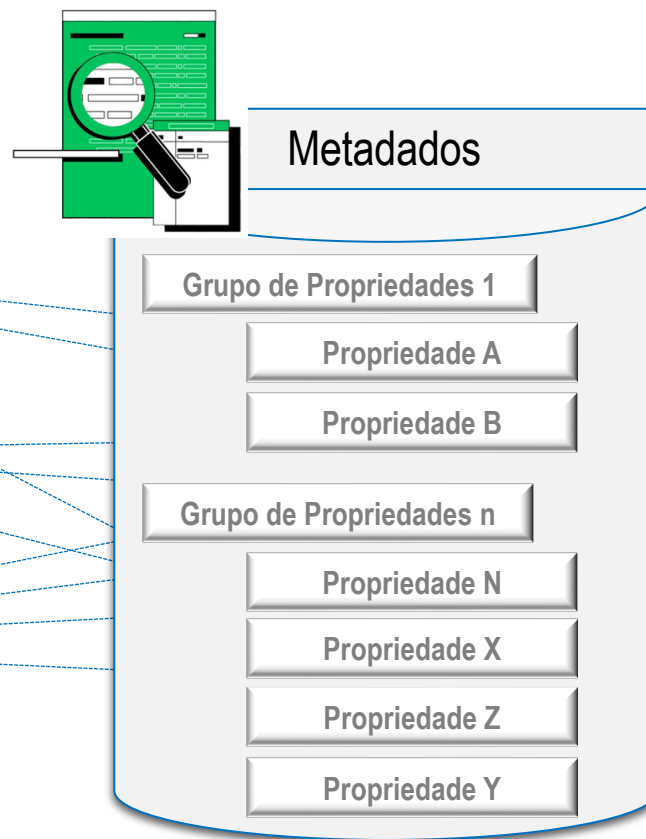 Metadados
Grupo de Propriedades 1
Propriedade A
Propriedade B
Grupo de Propriedades n
Propriedade N
Propriedade X
Propriedade Z
Propriedade Y